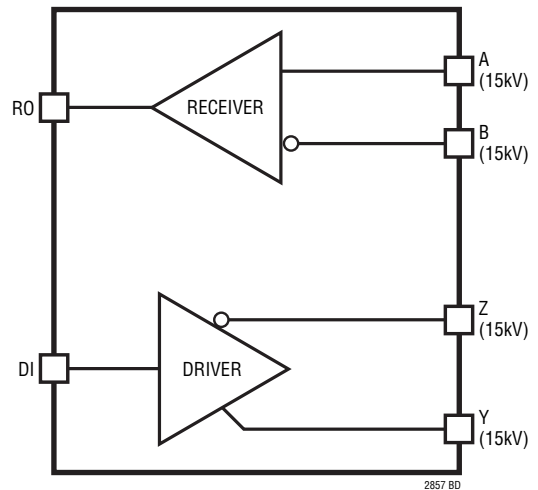 A
(15kV)
RO
RECEIVER
B
(15kV)
Z
(15kV)
DI
DRIVER
Y
(15kV)
2857 BD